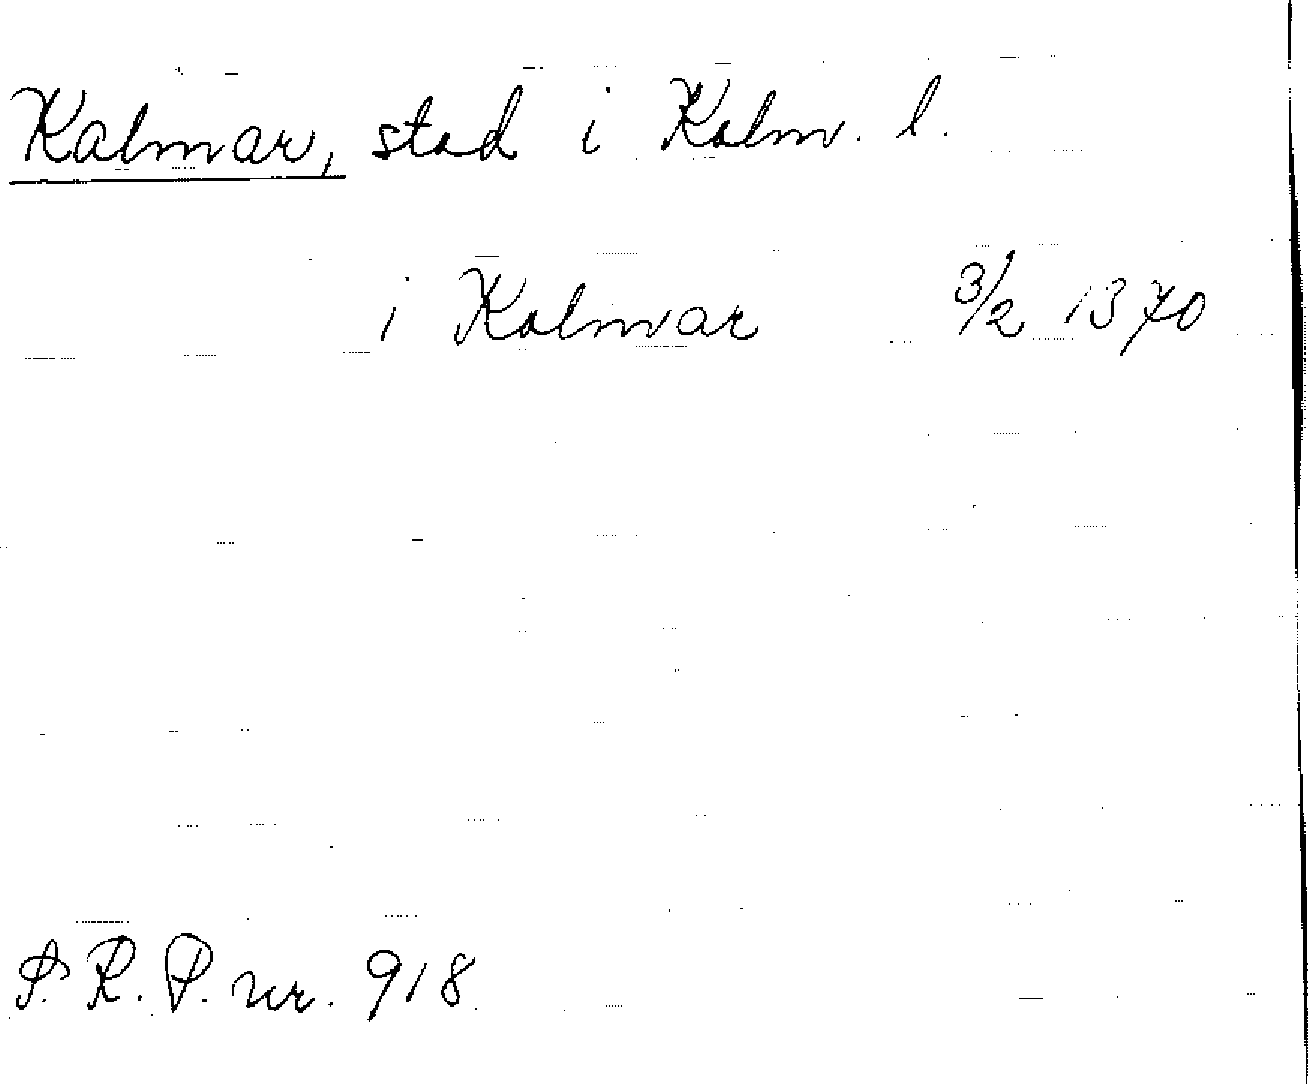 Kalmar, stad i Kalm. l.
i Kalmar 3/2 1370
S. R. P. nr. 918